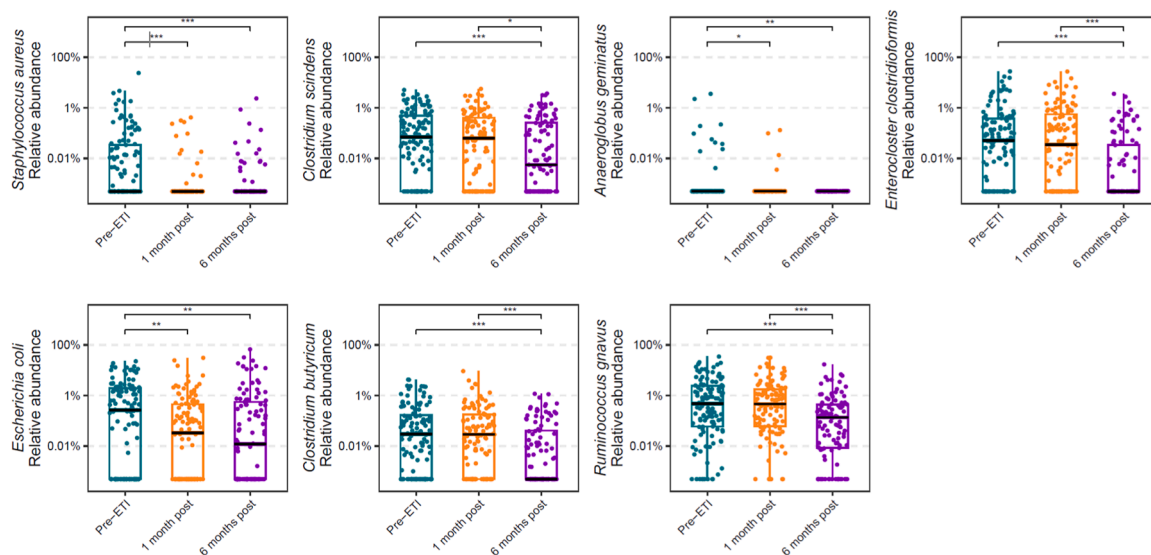 Staphylococcus aureus
Relative abundance
100%
1%
0.01%
***
***
Pre−ETI
1 month post
6 months post
Clostridium scindens
Relative abundance
100%
1%
0.01%
*
***
Pre−ETI
1 month post
6 months post
Anaeroglobus geminatus
Relative abundance
100%
1%
0.01%
**
*
Pre−ETI
1 month post
6 months post
Enterocloster clostridioformis
Relative abundance
100%
1%
0.01%
***
***
Pre−ETI
1 month post
6 months post
Escherichia coli
Relative abundance
100%
1%
0.01%
**
**
Pre−ETI
1 month post
6 months post
Clostridium butyricum
Relative abundance
100%
1%
0.01%
***
***
Pre−ETI
1 month post
6 months post
Ruminococcus gnavus
Relative abundance
100%
1%
0.01%
***
***
Pre−ETI
1 month post
6 months post